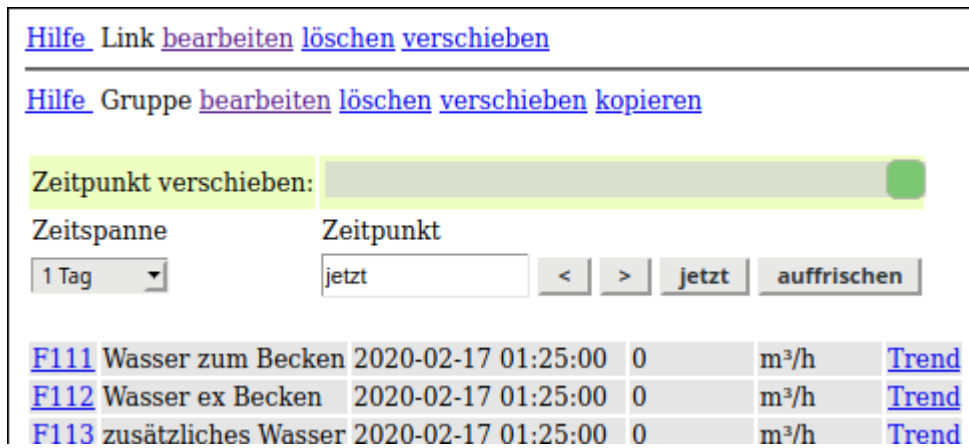 Hilfe Link bearbeiten löschen verschieben
Hilfe Gruppe bearbeiten löschen verschieben kopieren
Zeitpunkt verschieben:
Zeitspanne Zeitpunkt
1 Tag jetzt < > jetzt auffrischen
F111 Wasser zum Becken 2020-02-17 01:25:00 0 m³/h Trend
F112 Wasser ex Becken 2020-02-17 01:25:00 0 m³/h Trend
F113 zusätzliches Wasser 2020-02-17 01:25:00 0 m³/h Trend